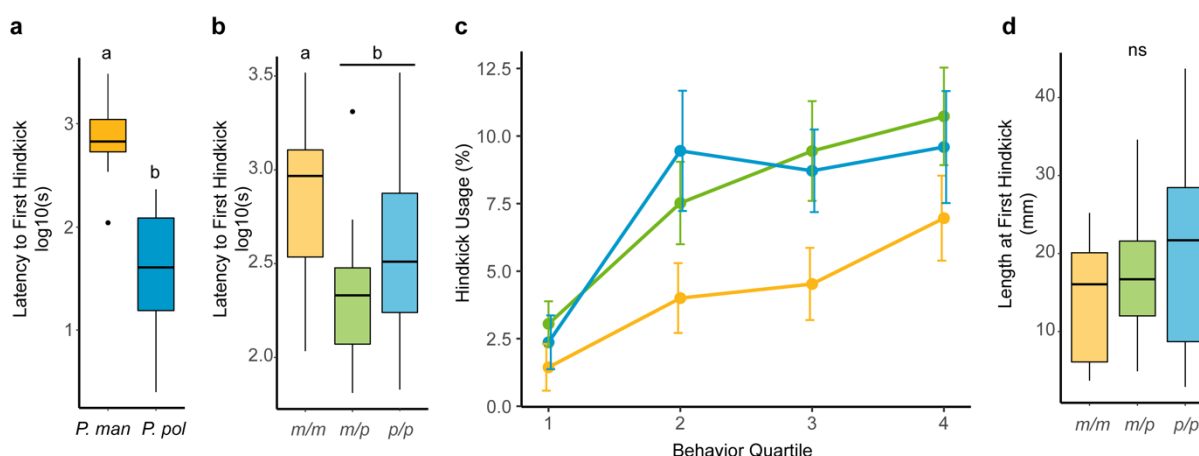 a
Latency to First Hindkick
log10(s)
3
2
1
a
b
P. man P. pol
b
Latency to First Hindkick
log10(s)
3.5
3.0
2.5
2.0
a
b
m/m m/p p/p
c
Hindkick Usage (%)
12.5
10.0
7.5
5.0
2.5
0.0
1 2 3 4
Behavior Quartile
d
Length at First Hindkick
(mm)
40
30
20
10
ns
m/m m/p p/p